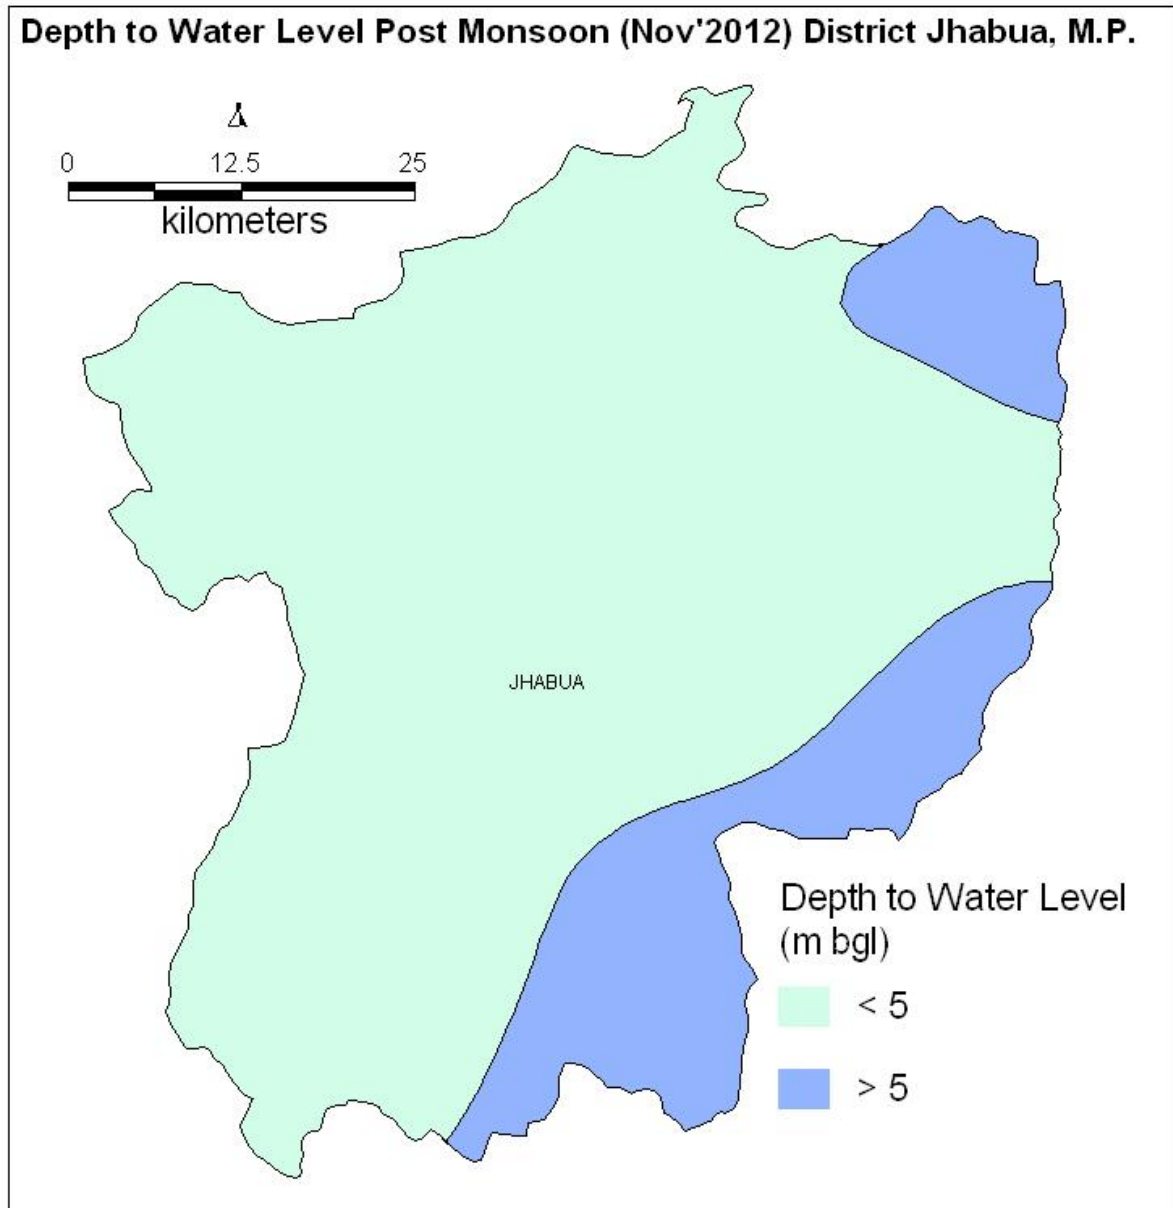 Depth to Water Level Post Monsoon (Nov'2012) District Jhabua, M.P.
0 12.5 25
kilometers
JHABUA
Depth to Water Level
(m bgl)
< 5
> 5